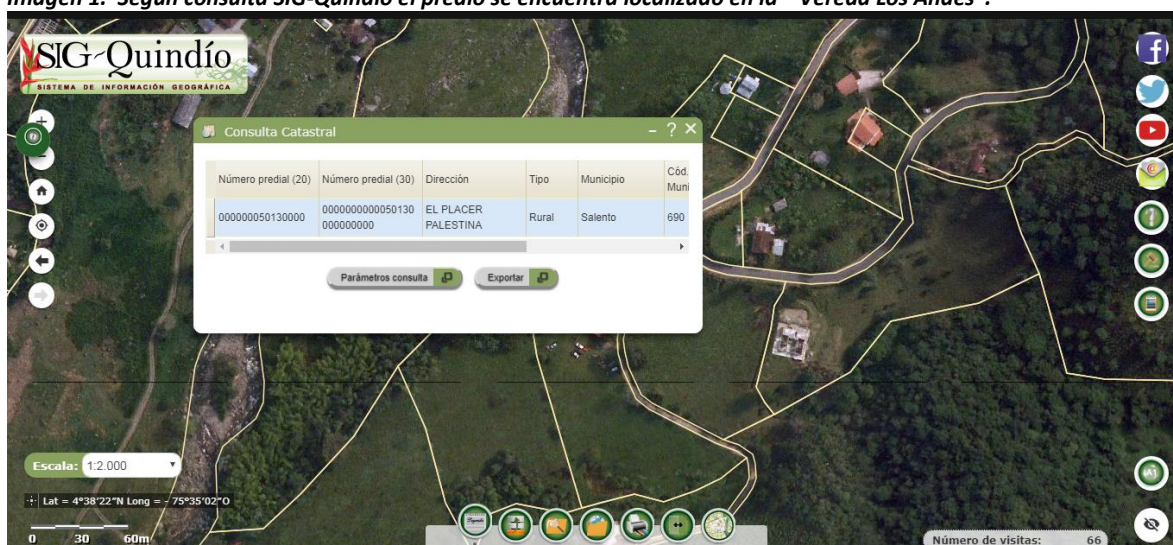 Imagen 1. Según consulta SIG-Quindío el predio se encuentra localizado en la "Vereda Los Andes".
SIG-Quindío
SISTEMA DE INFORMACIÓN GEOGRÁFICA
Consulta Catastral
Número predial (20) Número predial (30) Dirección Tipo Municipio Cód. Muni
000000050130000 0000000000050130 EL PLACER Rural Salento 690
000000000 PALESTINA
Parámetros consulta Exportar
Escala: 1:2.000
Lat = 4°38'22"N Long = - 75°35'02"O
0 30 60m
Número de visitas: 66